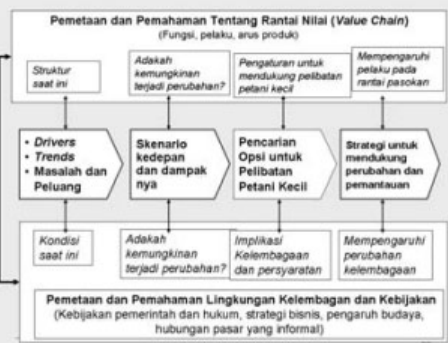 Pemetaan dan Pemahaman Tentang Rantai Nilai (Value Chain)
(Fungsi, pelaku, arus produk)
Struktur
saat ini
Adakah
kemungkinan
terjadi perubahan?
Pengaturan untuk
mendukung pelibatan
petani kecil
Mempengaruhi
pelaku pada
rantai pasokan
• Drivers
• Trends
• Masalah dan
Peluang
Skenario
kedepan
dan dampak
nya
Pencarian
Opsi untuk
Pelibatan
Petani Kecil
Strategi untuk
mendukung
perubahan dan
pemantauan
Kondisi
saat ini
Adakah
kemungkinan
terjadi perubahan?
Implikasi
Kelembagaan
dan persyaratan
Mempengaruhi
perubahan
kelembagaan
Pemetaan dan Pemahaman Lingkungan Kelembagan dan Kebijakan
(Kebijakan pemerintah dan hukum, strategi bisnis, pengaruh budaya,
hubungan pasar yang informal)